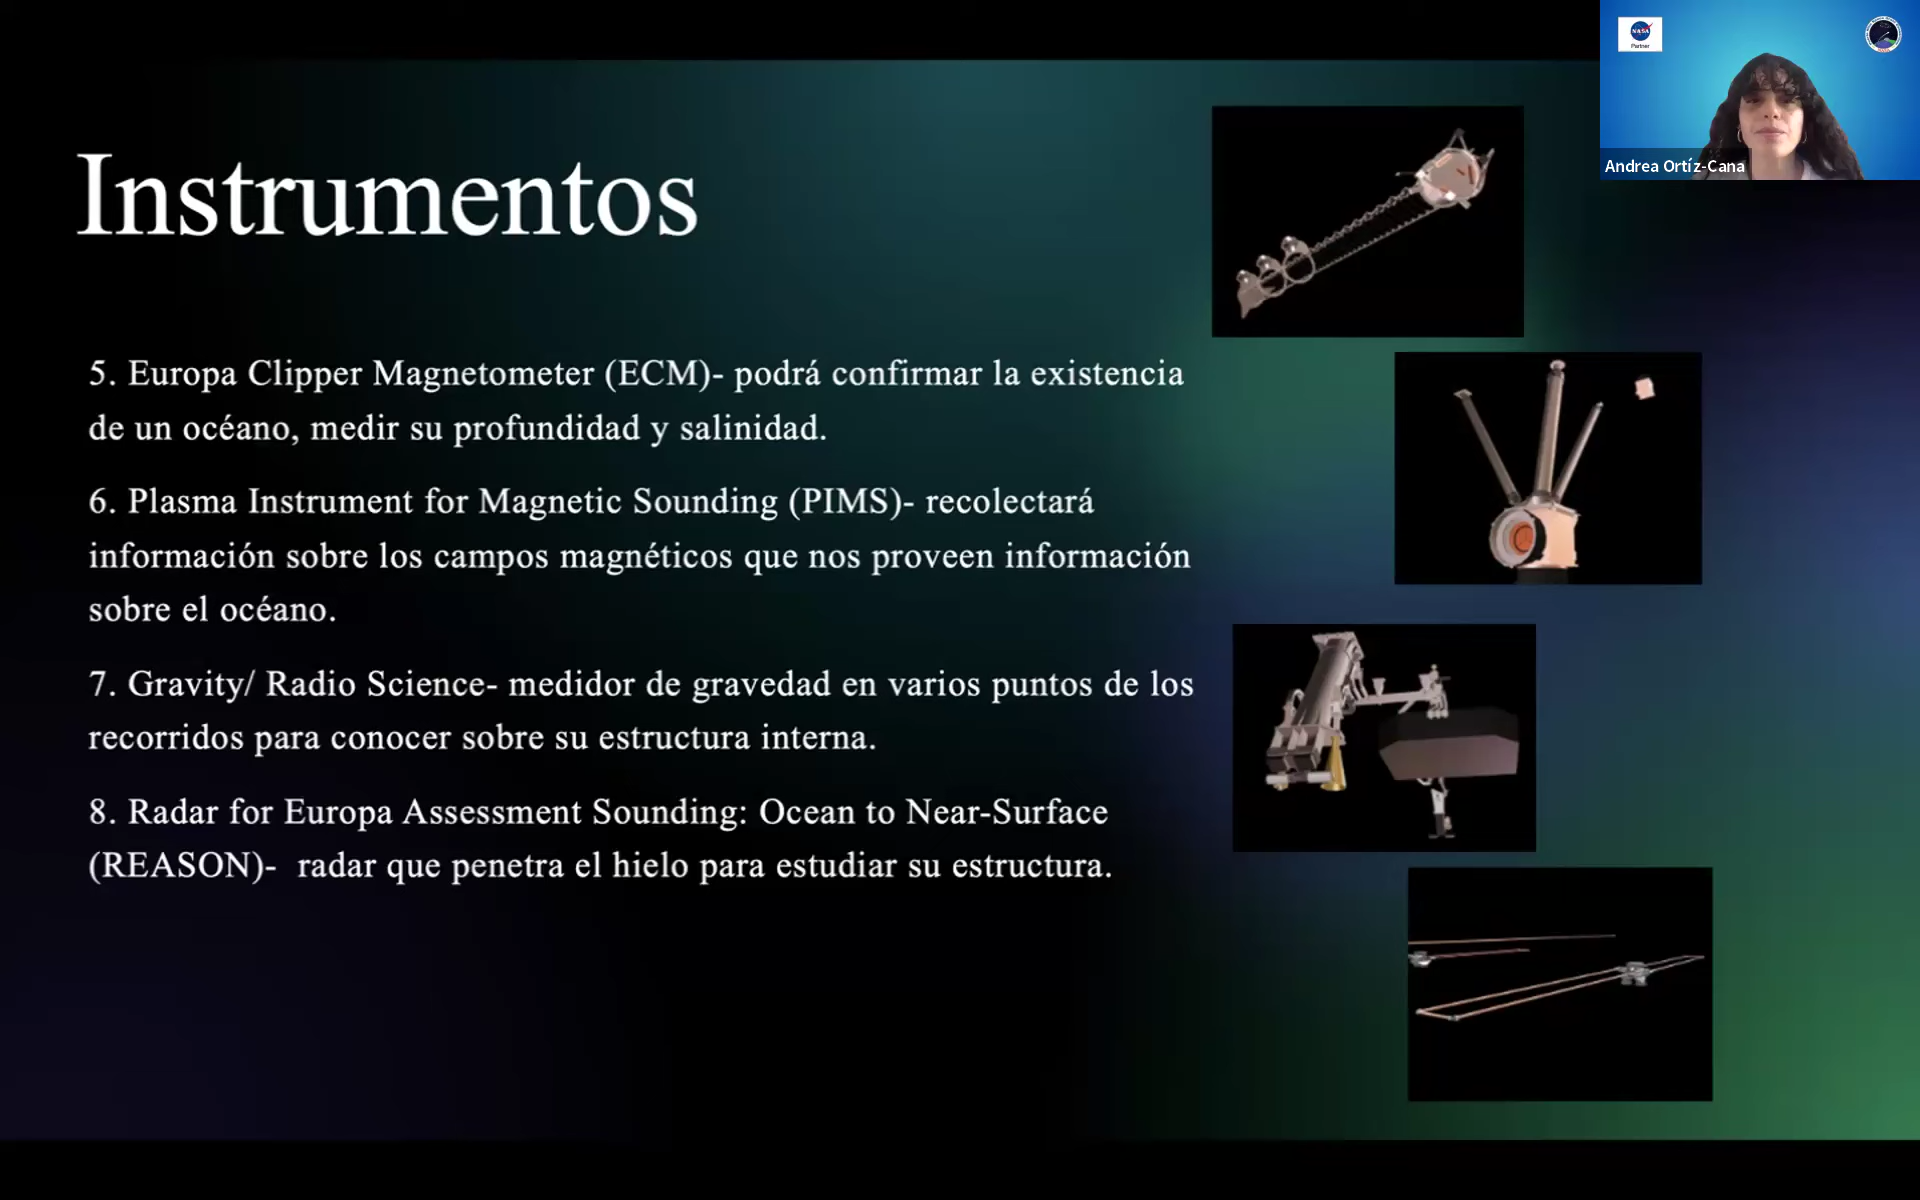 Instrumentos
5. Europa Clipper Magnetometer (ECM)- podrá confirmar la existencia
de un océano, medir su profundidad y salinidad.
6. Plasma Instrument for Magnetic Sounding (PIMS)- recolectará
información sobre los campos magnéticos que nos proveen información
sobre el océano.
7. Gravity/ Radio Science- medidor de gravedad en varios puntos de los
recorridos para conocer sobre su estructura interna.
8. Radar for Europa Assessment Sounding: Ocean to Near-Surface
(REASON)-  radar que penetra el hielo para estudiar su estructura.
NASA
Partner
Andrea Ortíz-Cana